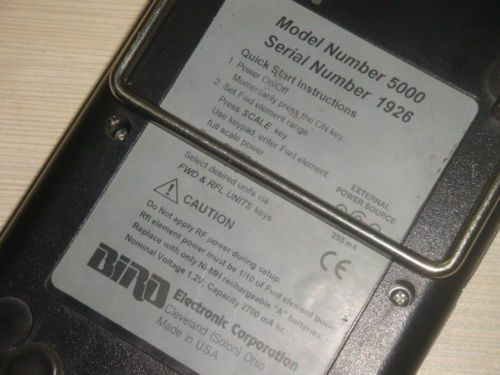 Model Number 5000
Serial Number 1926
Quick Start Instructions
1. Power On/Off
Momentarily press the ON key
2. Set Fwd element range
Press SCALE key
Use keypad, enter Fwd element
full scale power
Select desired units via
FWD & RFL UNITS keys
EXTERNAL
POWER SOURCE
250 mA
CAUTION
CE
Do not apply RF power during setup
Rfl element power must be 1/10 of Fwd element power
Replace with only Ni-MH rechargeable "A" batteries.
Nominal Voltage 1.2V, Capacity 2700 mA hr.
BIRD Electronic Corporation
Cleveland (Solon) Ohio
Made in U.S.A.